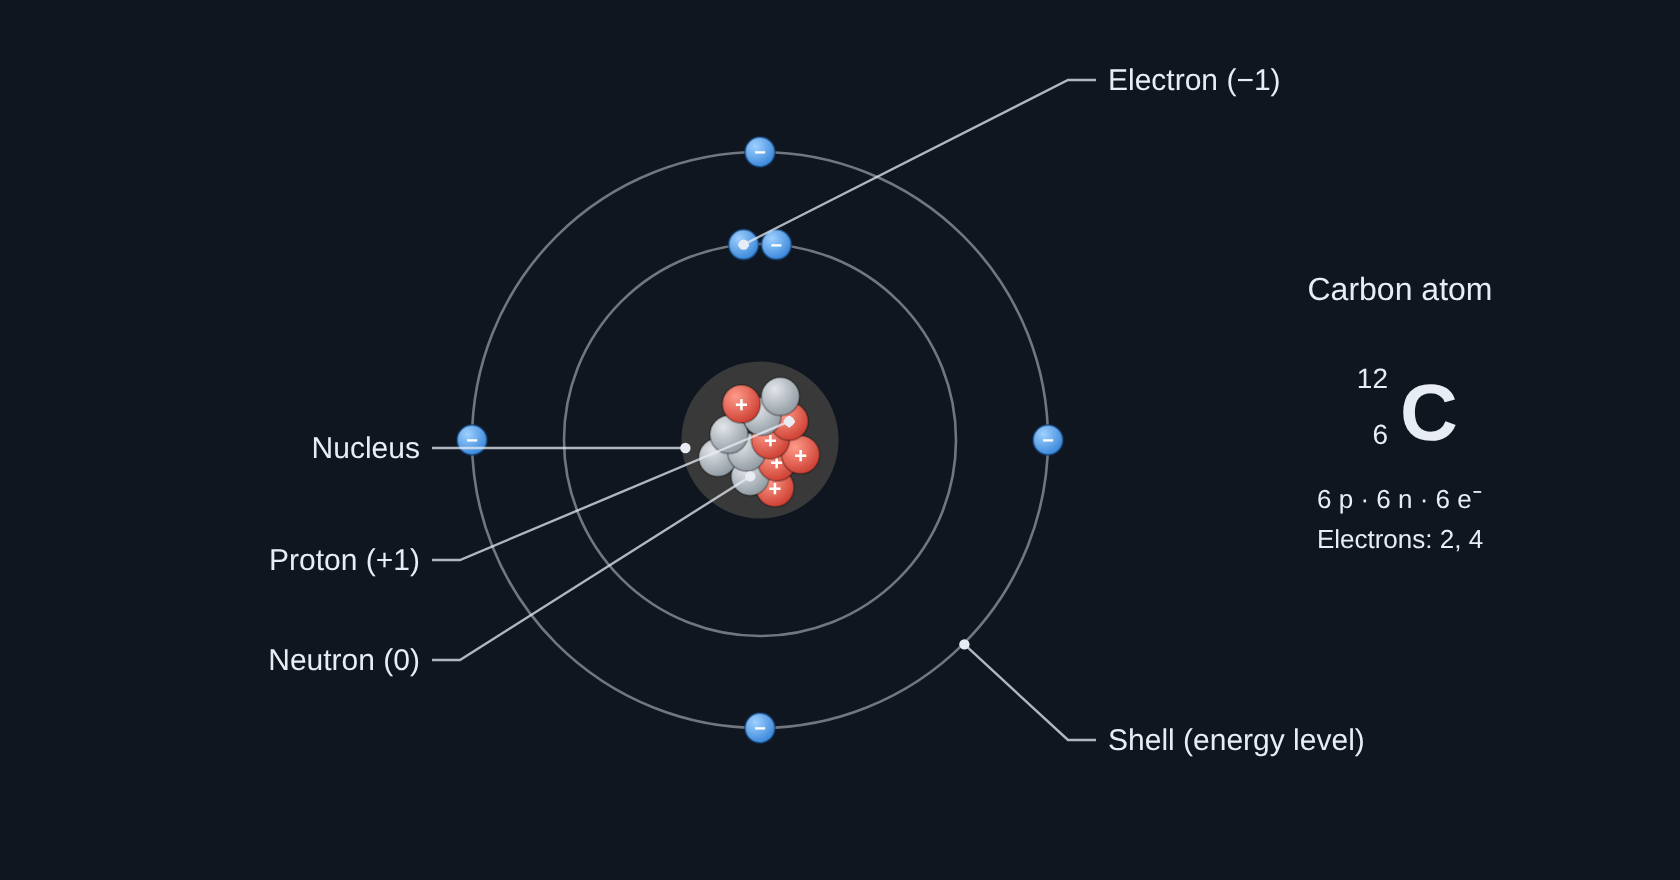 Electron (−1)
Carbon atom
12
6
C
Nucleus
6 p · 6 n · 6 e⁻
Electrons: 2, 4
Proton (+1)
Neutron (0)
Shell (energy level)
−
−
−
−
−
+
+
+
+
+